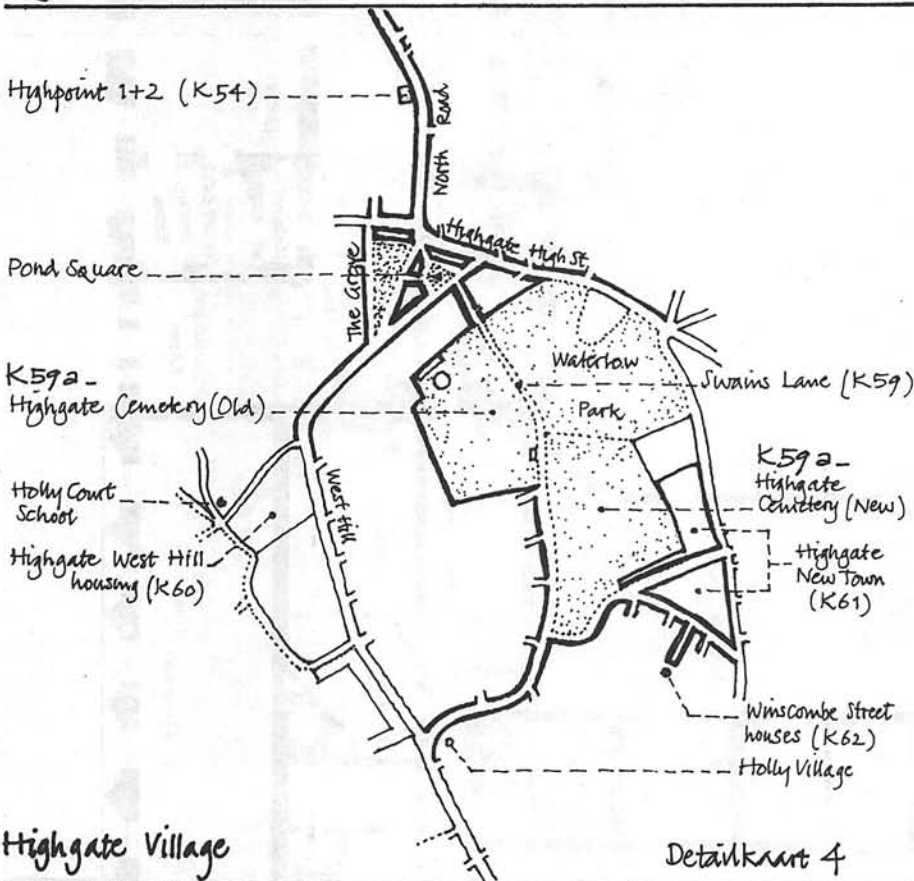 Highpoint 1+2 (K54)
North Road
Highgate High St
Pond Square
The Grove
Waterlow
Park
Swains Lane (K59)
K59a-
Highgate Cemetery (Old)
K59a-
Highgate
Cemetery (New)
West Hill
Holly Court
School
Highgate West Hill
housing (K60)
Highgate
New Town
(K61)
Winscombe Street
houses (K62)
Holly Village
Highgate Village
Detailkaart 4